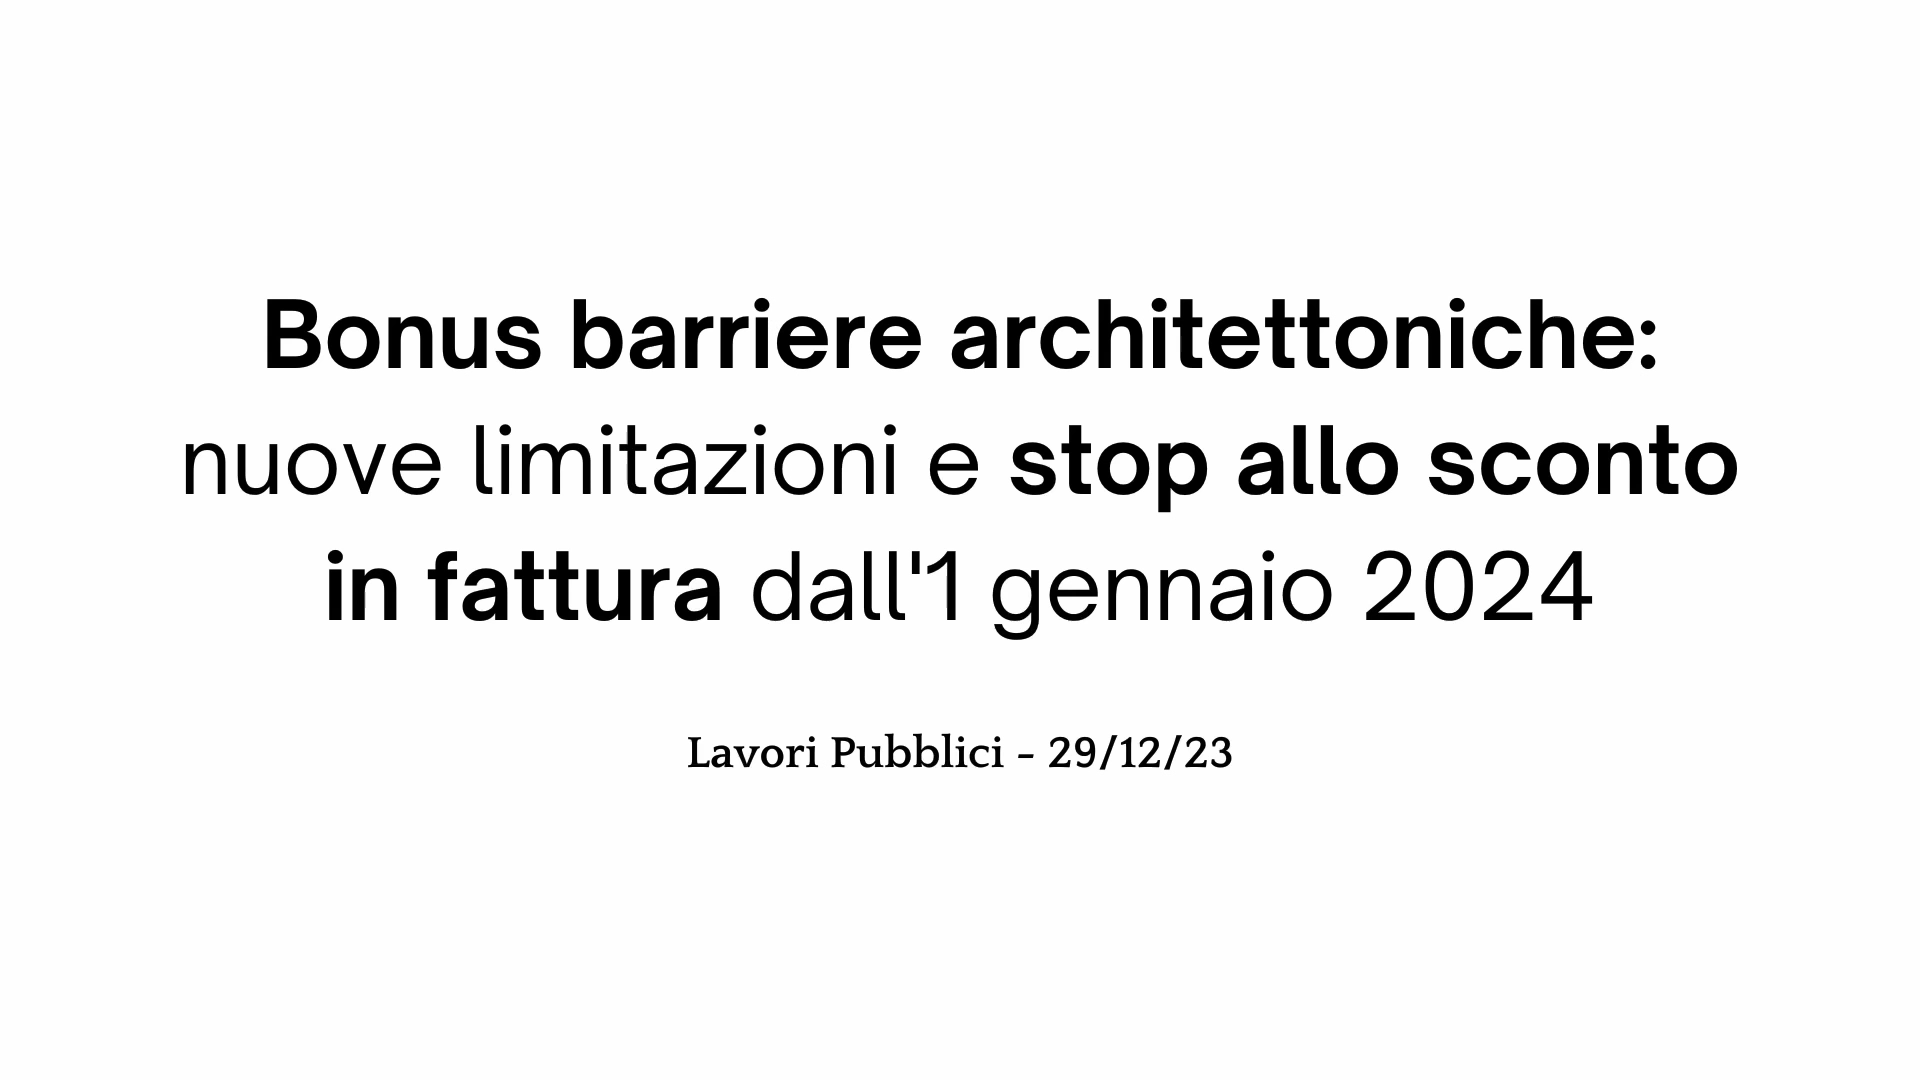 Bonus barriere architettoniche:
nuove limitazioni e stop allo sconto
in fattura dall'1 gennaio 2024
Lavori Pubblici - 29/12/23